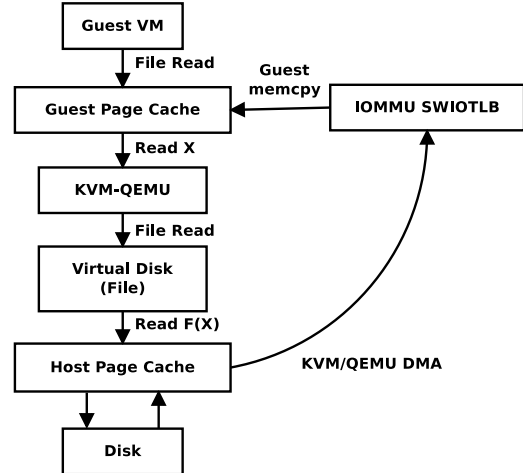 Guest VM
File Read
Guest
memcpy
Guest Page Cache
IOMMU SWIOTLB
Read X
KVM-QEMU
File Read
Virtual Disk
(File)
Read F(X)
Host Page Cache
KVM/QEMU DMA
Disk